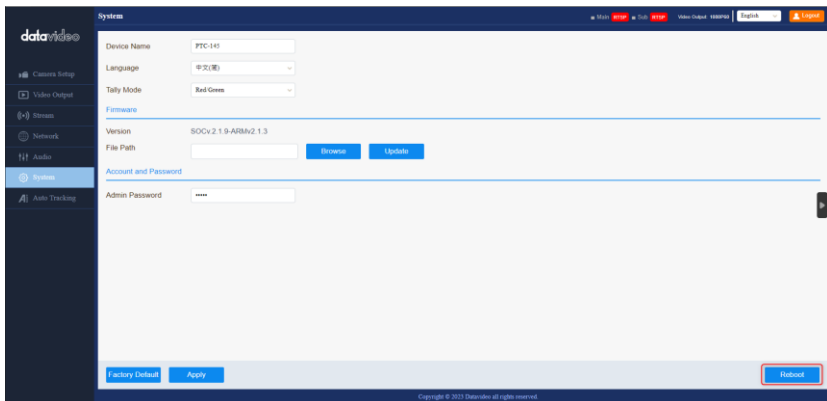 System
Main RTSP Sub RTSP Video Output 1080P60 English Logout
datavideo
Device Name PTC-145
Camera Setup
Language 中文(繁)
Video Output
Tally Mode Red/Green
Stream
Firmware
Network
Version SOCv.2.1.9-ARMv2.1.3
File Path Browse Update
Audio
Account and Password
System
Admin Password •••••
Auto Tracking
Factory Default Apply Reboot
Copyright © 2023 Datavideo all rights reserved.